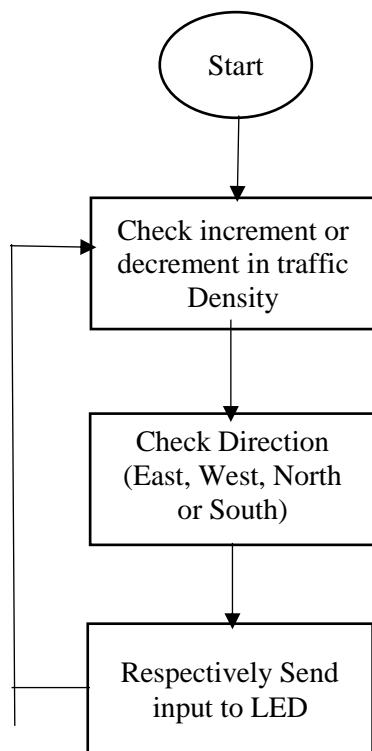 Start
Check increment or
decrement in traffic
Density
Check Direction
(East, West, North
or South)
Respectively Send
input to LED